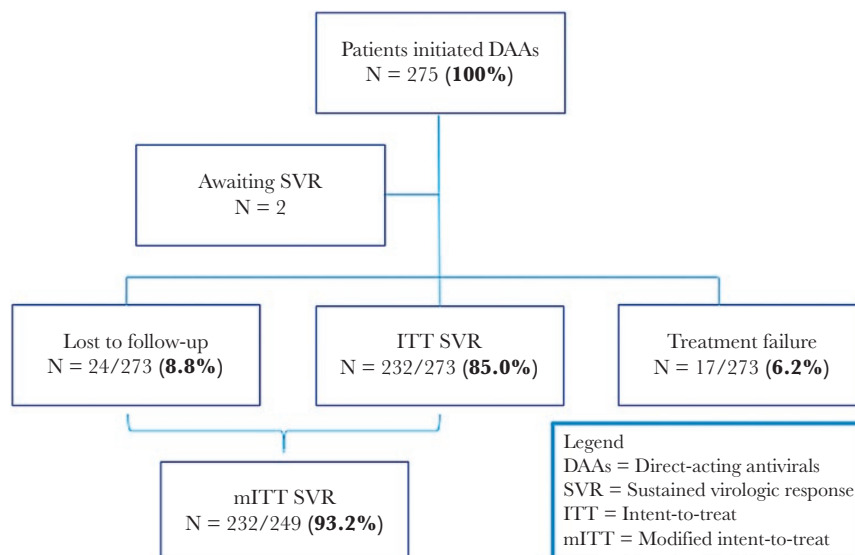 Patients initiated DAAs
N = 275 (100%)
Awaiting SVR
N = 2
Lost to follow-up
N = 24/273 (8.8%)
ITT SVR
N = 232/273 (85.0%)
Treatment failure
N = 17/273 (6.2%)
mITT SVR
N = 232/249 (93.2%)
Legend
DAAs = Direct-acting antivirals
SVR = Sustained virologic response
ITT = Intent-to-treat
mITT = Modified intent-to-treat